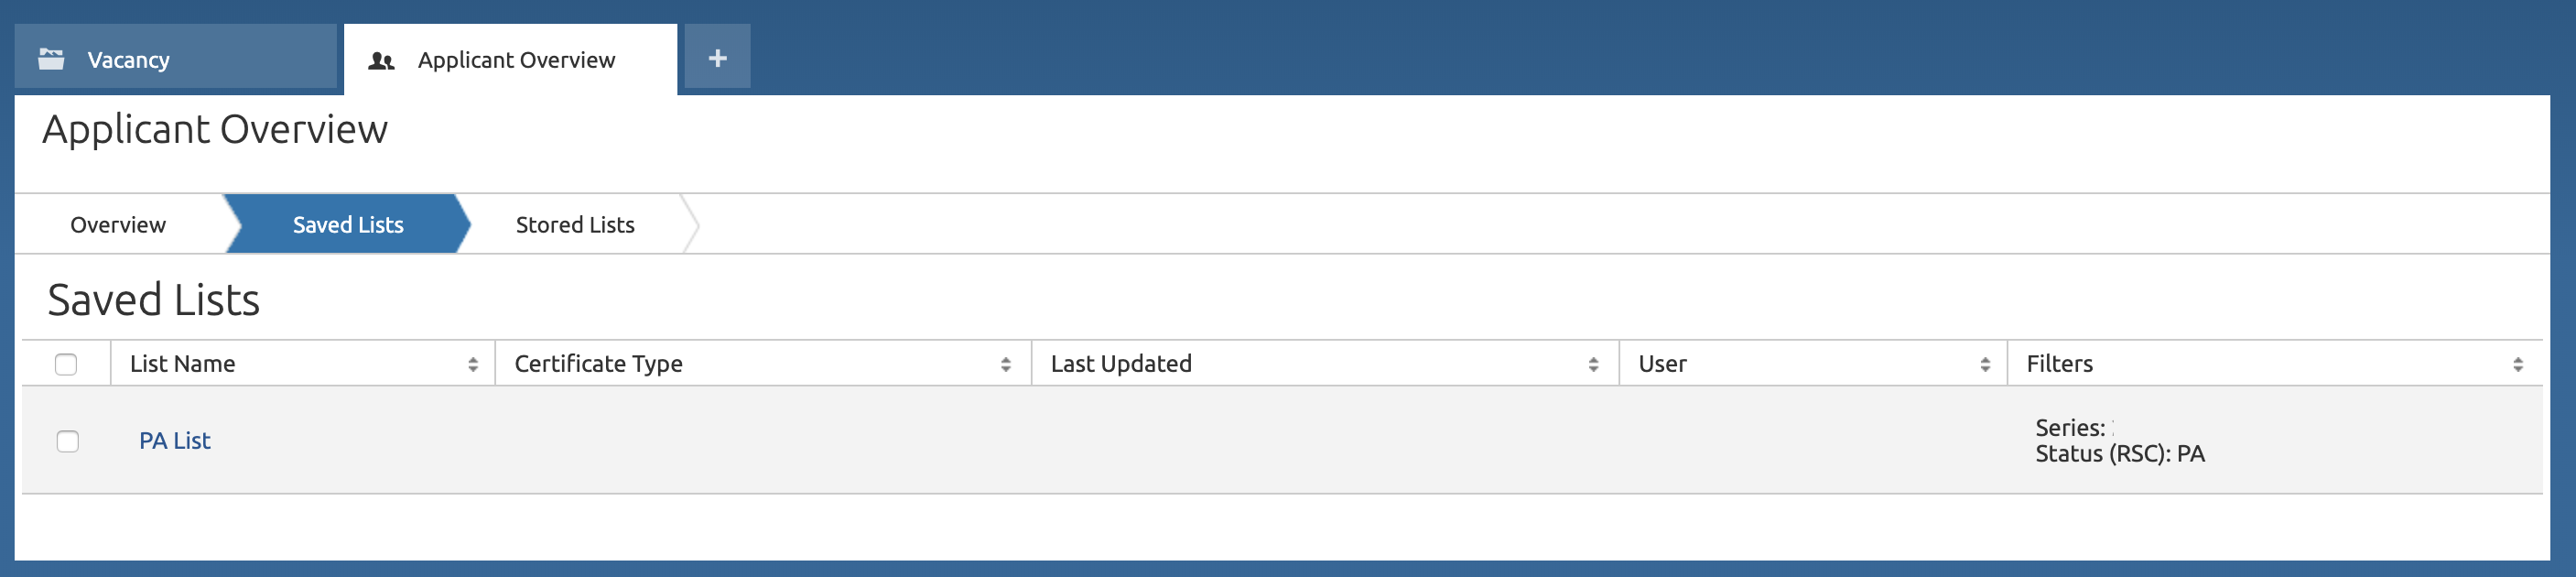 Vacancy
Applicant Overview
+
Applicant Overview
Overview
Saved Lists
Stored Lists
Saved Lists
List Name
Certificate Type
Last Updated
User
Filters
PA List
Series:
Status (RSC): PA